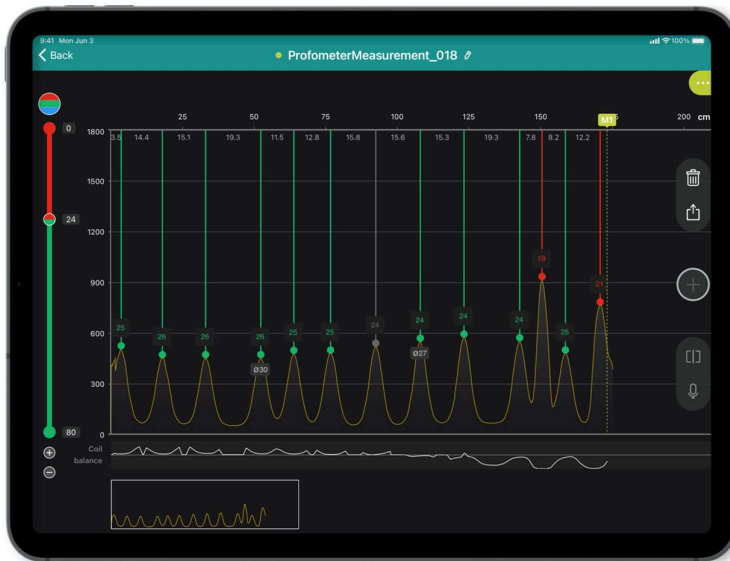 9:41 Mon Jun 3
100%
Back
ProfometerMeasurement_018
25 50 75 100 125 150 200 cm
M1
0
24
80
1800
1500
1200
900
600
300
0
3.5 14.4 15.1 19.3 11.5 12.8 15.8 15.6 15.3 19.3 7.8 8.2 12.2
25 26 26 26 25 25 24 24 24 24 19 25 21
Ø30 Ø27
Coil
balance